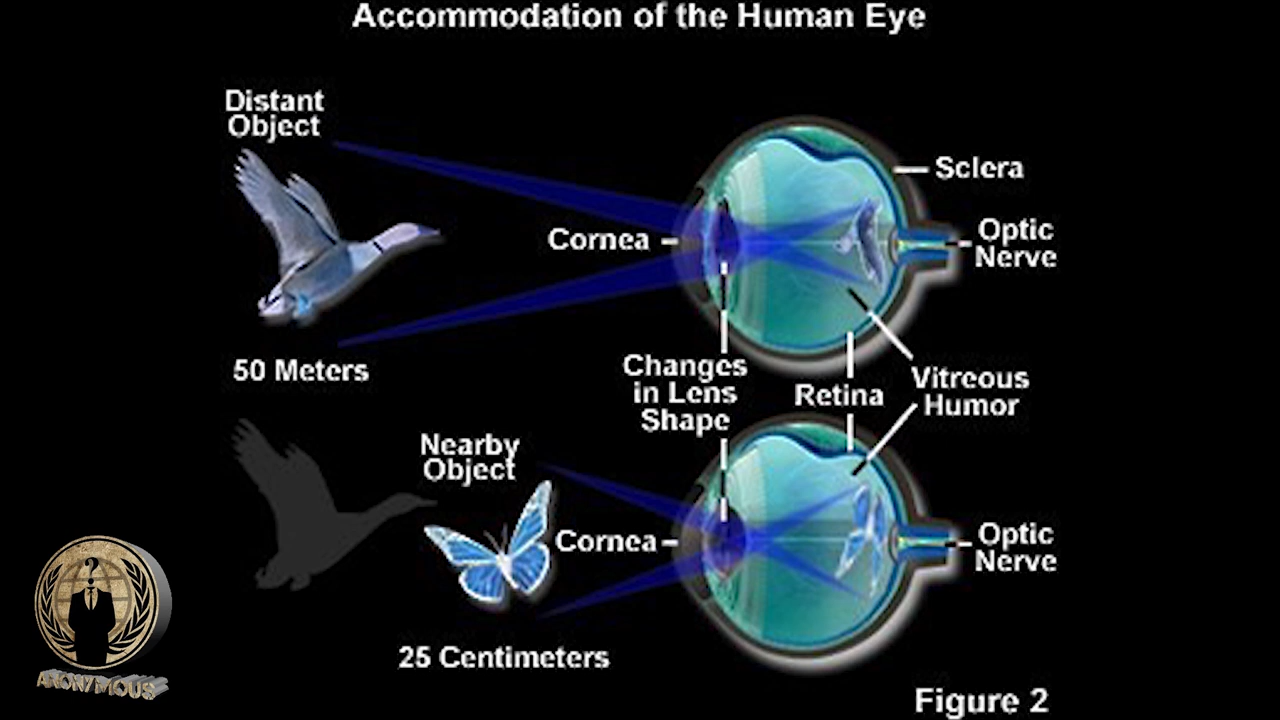 Accommodation of the Human Eye
Distant
Object
Sclera
Cornea
Optic
Nerve
50 Meters
Changes
in Lens
Shape
Retina
Vitreous
Humor
Nearby
Object
Cornea
Optic
Nerve
25 Centimeters
?
ANONYMOUS
Figure 2